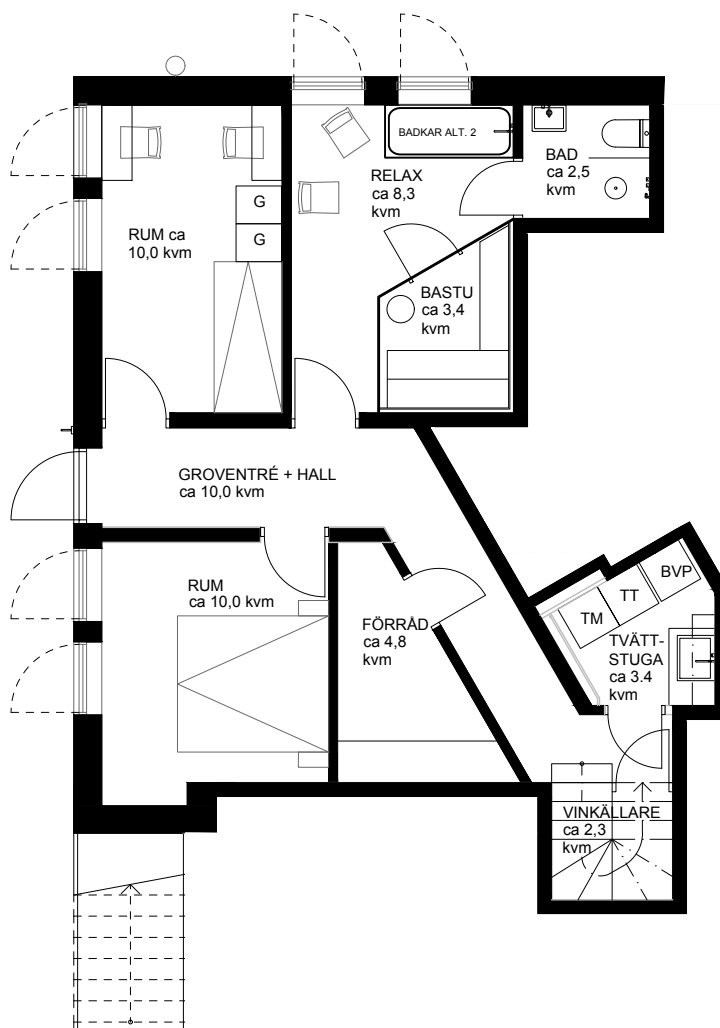 BADKAR ALT. 2
BAD
ca 2,5
kvm
RELAX
ca 8,3
kvm
G
G
RUM ca
10,0 kvm
BASTU
ca 3,4
kvm
GROVENTRÉ + HALL
ca 10,0 kvm
RUM
ca 10,0 kvm
FÖRRÅD
ca 4,8
kvm
BVP
TT
TM
TVÄTT-
STUGA
ca 3.4
kvm
VINKÄLLARE
ca 2,3
kvm